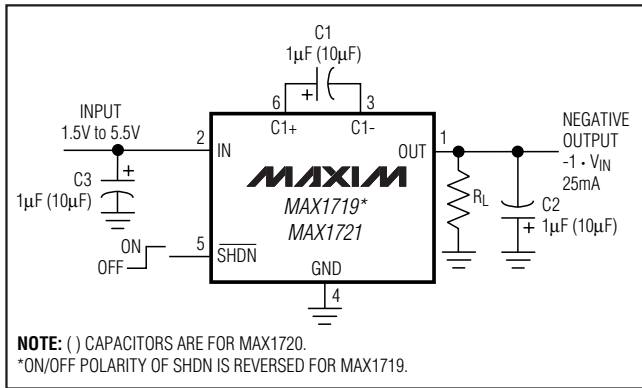 C1
1µF (10µF)
+
6
3
INPUT
1.5V to 5.5V
C1+
C1-
NEGATIVE
OUTPUT
-1 • VIN
25mA
2
IN
OUT
1
+
C3
1µF (10µF)
MAXIM
MAX1719*
MAX1721
RL
C2
+ 1µF (10µF)
ON
OFF
5
SHDN
GND
4
NOTE: ( ) CAPACITORS ARE FOR MAX1720.
*ON/OFF POLARITY OF SHDN IS REVERSED FOR MAX1719.